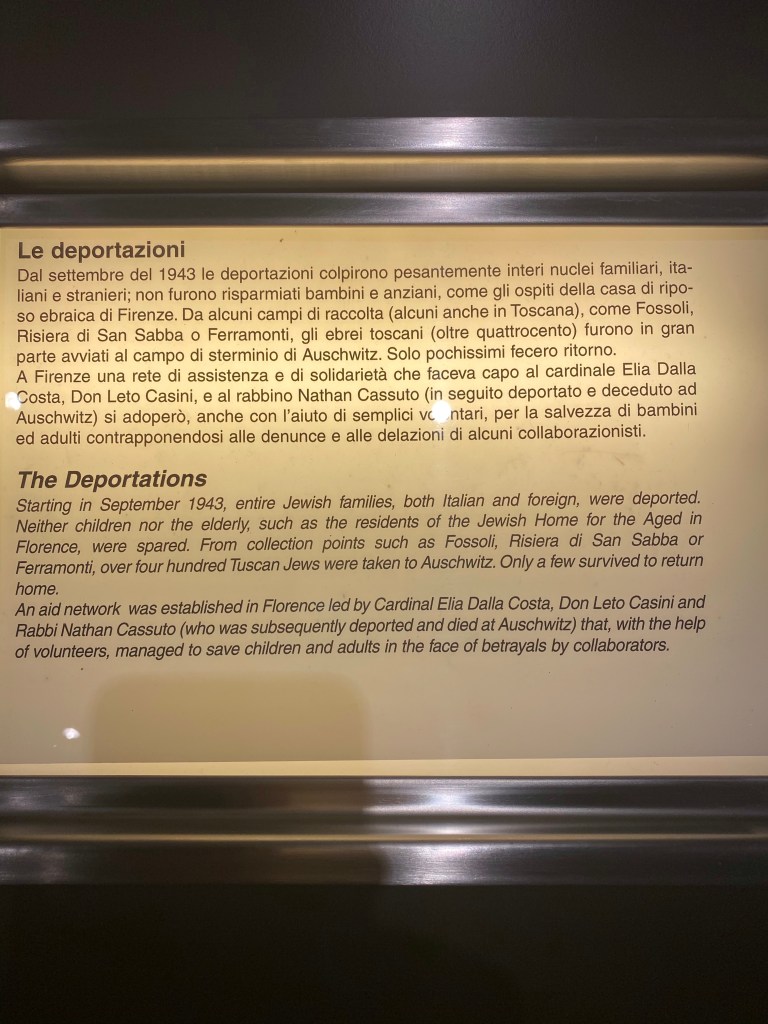 Le deportazioni
Dal settembre del 1943 le deportazioni colpirono pesantemente interi nuclei familiari, ita-
liani e stranieri; non furono risparmiati bambini e anziani, come gli ospiti della casa di ripo-
so ebraica di Firenze. Da alcuni campi di raccolta (alcuni anche in Toscana), come Fossoli,
Risiera di San Sabba o Ferramonti, gli ebrei toscani (oltre quattrocento) furono in gran
parte avviati al campo di sterminio di Auschwitz. Solo pochissimi fecero ritorno.
A Firenze una rete di assistenza e di solidarietà che faceva capo al cardinale Elia Dalla
Costa, Don Leto Casini, e al rabbino Nathan Cassuto (in seguito deportato e deceduto ad
Auschwitz) si adoperò, anche con l'aiuto di semplici volontari, per la salvezza di bambini
ed adulti contrapponendosi alle denunce e alle delazioni di alcuni collaborazionisti.
The Deportations
Starting in September 1943, entire Jewish families, both Italian and foreign, were deported.
Neither children nor the elderly, such as the residents of the Jewish Home for the Aged in
Florence, were spared. From collection points such as Fossoli, Risiera di San Sabba or
Ferramonti, over four hundred Tuscan Jews were taken to Auschwitz. Only a few survived to return
home.
An aid network was established in Florence led by Cardinal Elia Dalla Costa, Don Leto Casini and
Rabbi Nathan Cassuto (who was subsequently deported and died at Auschwitz) that, with the help
of volunteers, managed to save children and adults in the face of betrayals by collaborators.